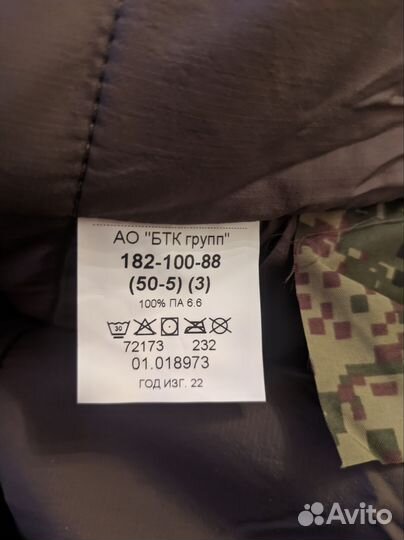 АО "БТК групп"
182-100-88
(50-5) (3)
100% ПА 6.6
30
72173 232
01.018973
ГОД ИЗГ. 22
Avito